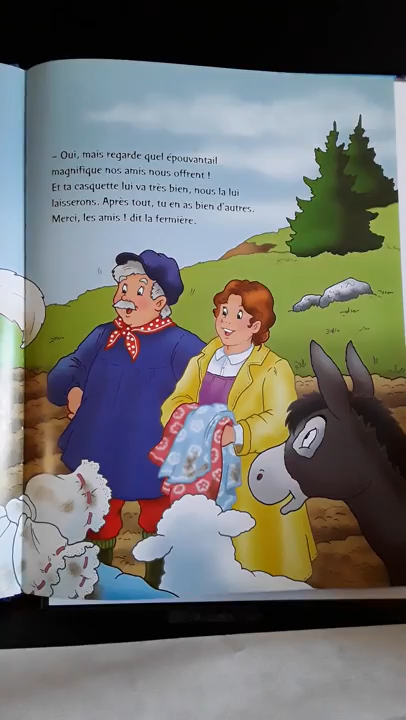 – Oui, mais regarde quel épouvantail
magnifique nos amis nous offrent !
Et ta casquette lui va très bien, nous la lui
laisserons. Après tout, tu en as bien d'autres.
Merci, les amis ! dit la fermière.